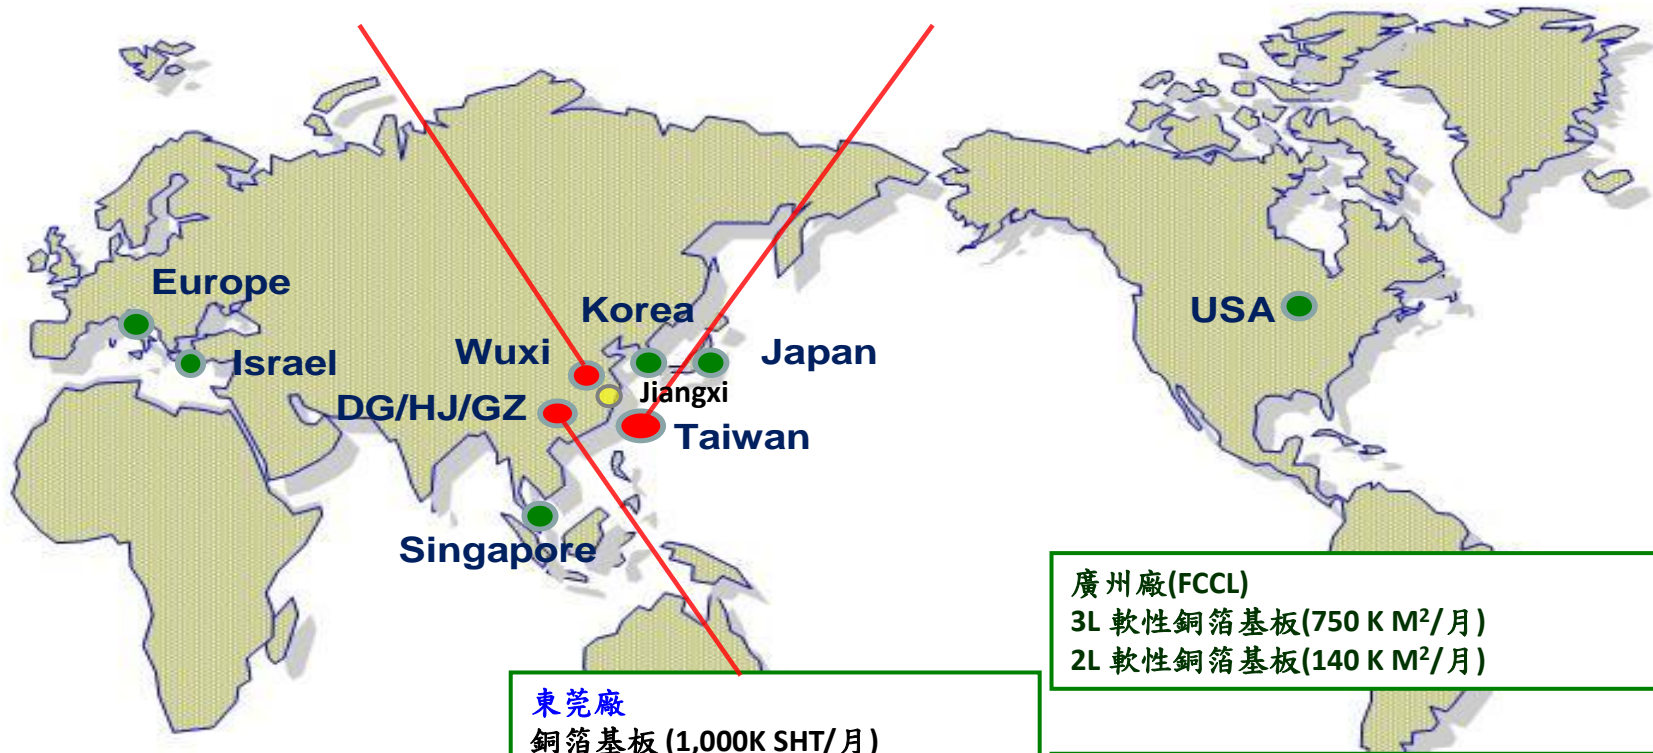 Europe
Korea
USA
Wuxi
Japan
Israel
Jiangxi
DG/HJ/GZ
Taiwan
Singapore
廣州廠(FCCL)
3L 軟性銅箔基板(750 K M²/月)
2L 軟性銅箔基板(140 K M²/月)
東莞廠
銅箔基板 (1,000K SHT/月)